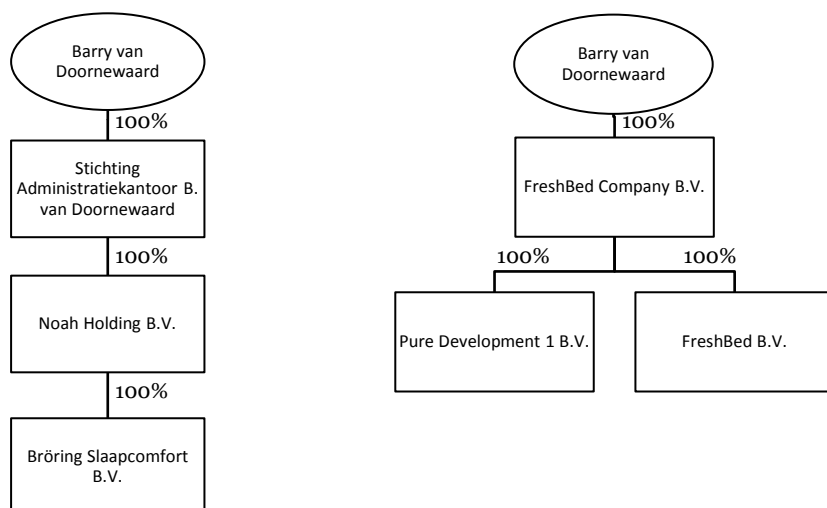 Barry van
Doornewaard
100%
Stichting
Administratiekantoor B.
van Doornewaard
100%
Noah Holding B.V.
100%
Bröring Slaapcomfort
B.V.
Barry van
Doornewaard
100%
FreshBed Company B.V.
100%
100%
Pure Development 1 B.V.
FreshBed B.V.